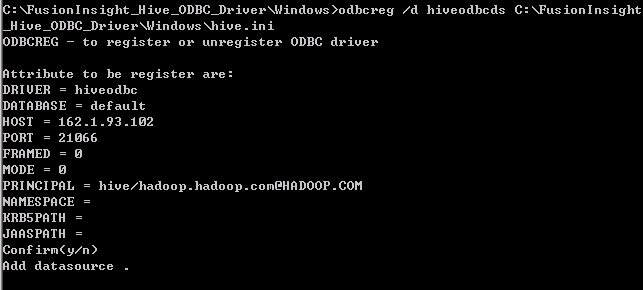 C:\FusionInsight_Hive_ODBC_Driver\Windows>odbcreg /d hiveodbcds C:\FusionInsight
_Hive_ODBC_Driver\Windows\hive.ini
ODBCREG - to register or unregister ODBC driver
Attribute to be register are:
DRIVER = hiveodbc
DATABASE = default
HOST = 162.1.93.102
PORT = 21066
FRAMED = 0
MODE = 0
PRINCIPAL = hive/hadoop.hadoop.com@HADOOP.COM
NAMESPACE =
KRB5PATH =
JAASPATH =
Confirm(y/n)
Add datasource .